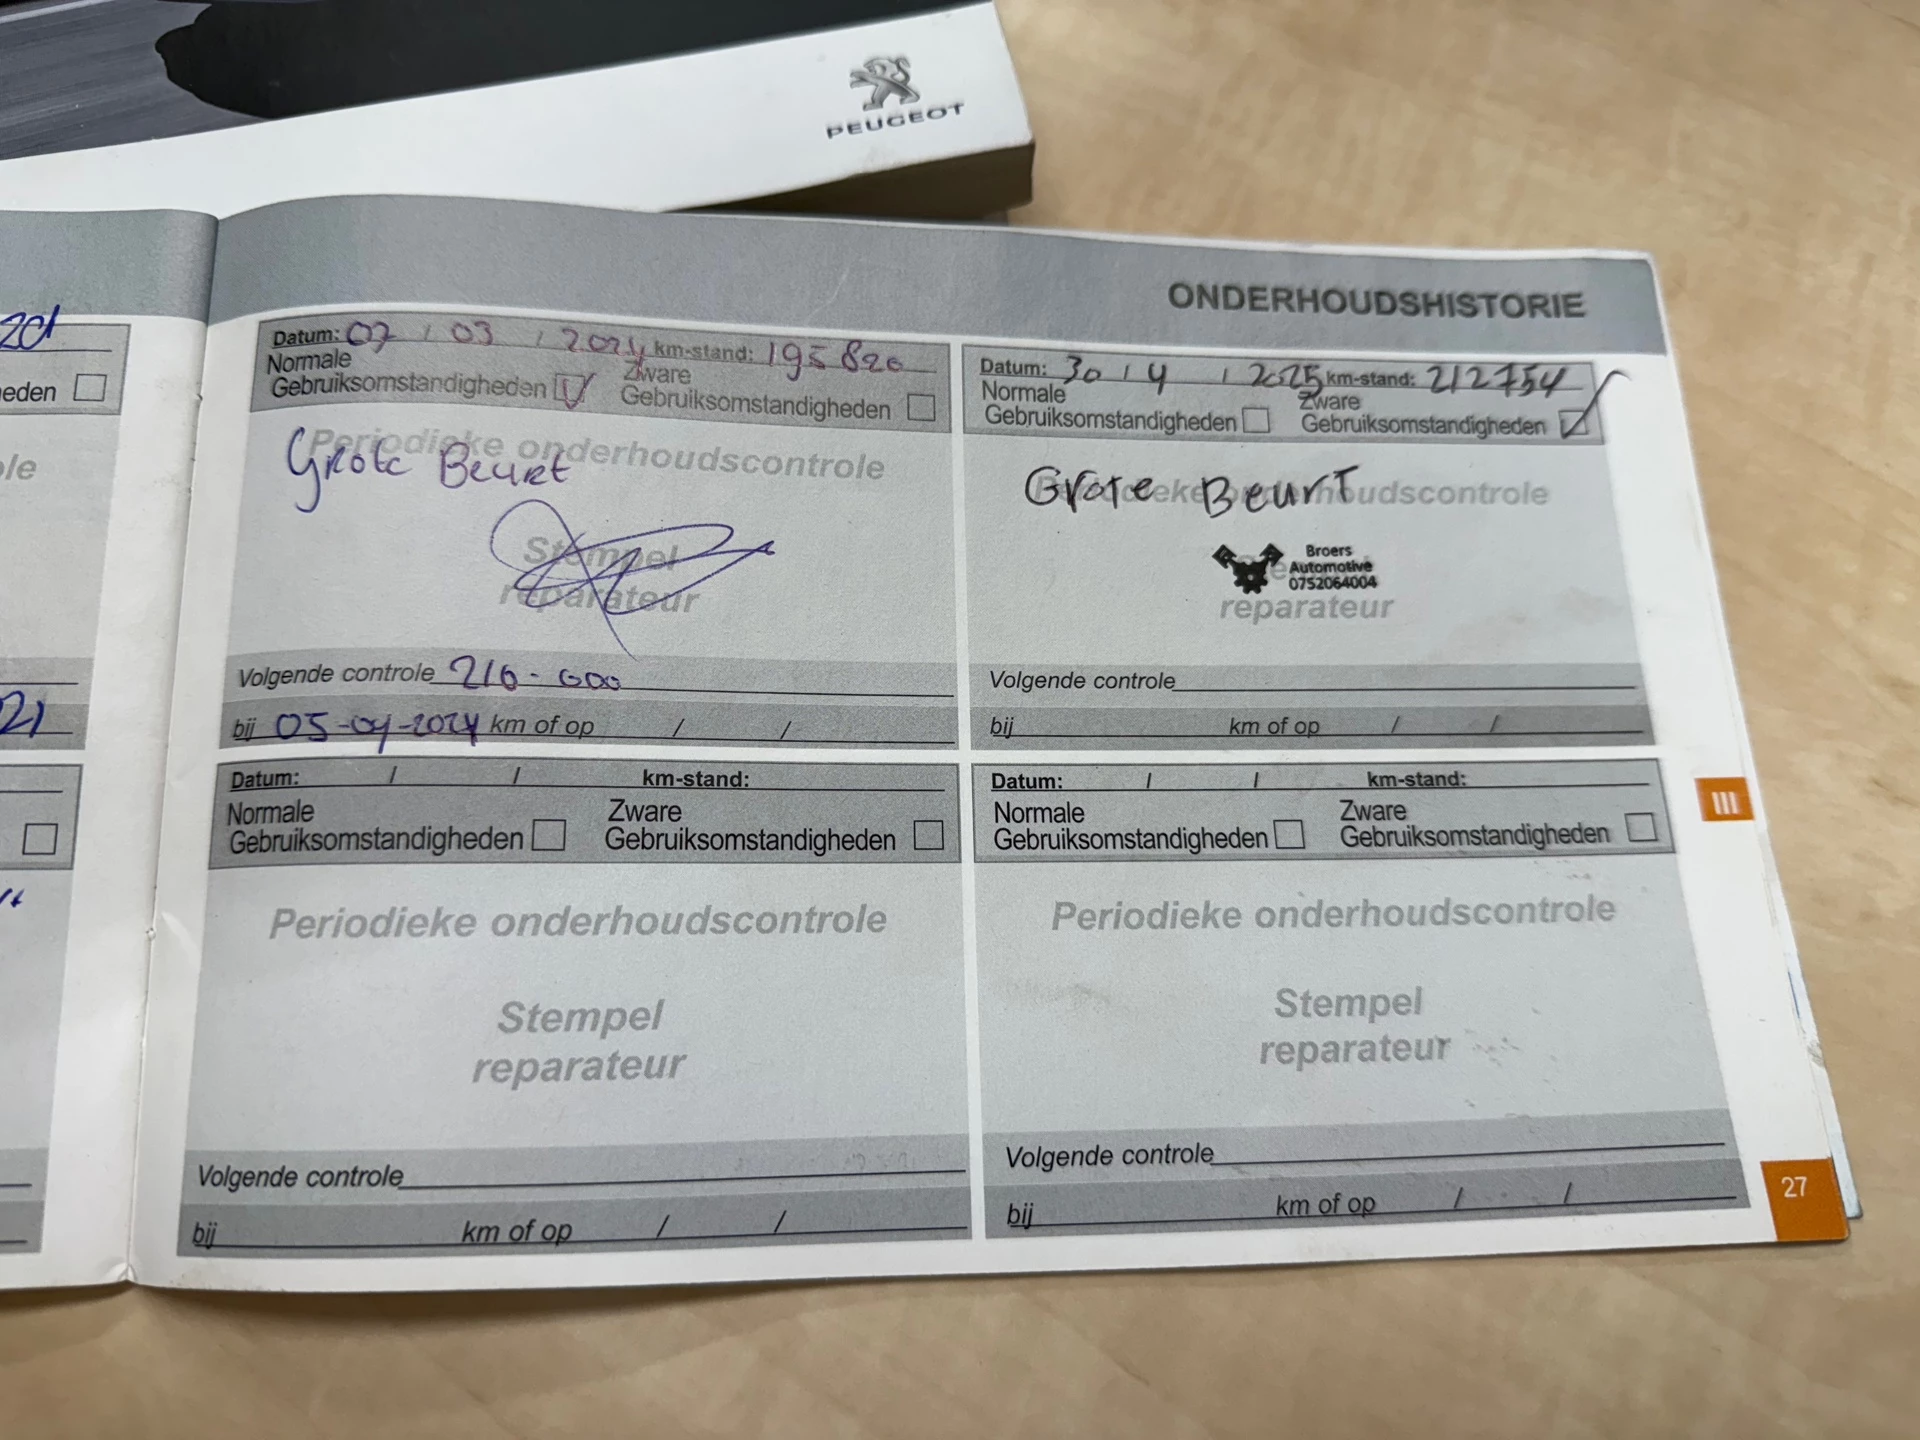 PEUGEOT
ONDERHOUDSHISTORIE
eden
le
21
Datum: 07 / 03 / 2024 km-stand: 195 820
Normale Gebruiksomstandigheden
Zware Gebruiksomstandigheden
Periodieke onderhoudscontrole
Grote Beurt
Stempel
reparateur
Volgende controle 216-000
bij 05-04-2024 km of op / /
Datum: 30 / 4 / 2025 km-stand: 212754
Normale Gebruiksomstandigheden
Zware Gebruiksomstandigheden
Periodieke onderhoudscontrole
Grote Beurt
Broers
Automotive
0752064004
reparateur
Volgende controle
bij km of op / /
Datum: / / km-stand:
Normale Gebruiksomstandigheden
Zware Gebruiksomstandigheden
Periodieke onderhoudscontrole
Stempel
reparateur
Volgende controle
bij km of op / /
Datum: / / km-stand:
Normale Gebruiksomstandigheden
Zware Gebruiksomstandigheden
Periodieke onderhoudscontrole
Stempel
reparateur
Volgende controle
bij km of op / /
III
27